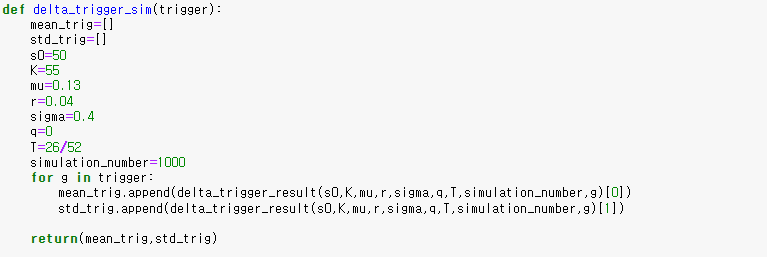 def delta_trigger_sim(trigger):
    mean_trig=[]
    std_trig=[]
    s0=50
    K=55
    mu=0.13
    r=0.04
    sigma=0.4
    q=0
    T=26/52
    simulation_number=1000
    for g in trigger:
        mean_trig.append(delta_trigger_result(s0,K,mu,r,sigma,q,T,simulation_number,g)[0])
        std_trig.append(delta_trigger_result(s0,K,mu,r,sigma,q,T,simulation_number,g)[1])
    return(mean_trig,std_trig)